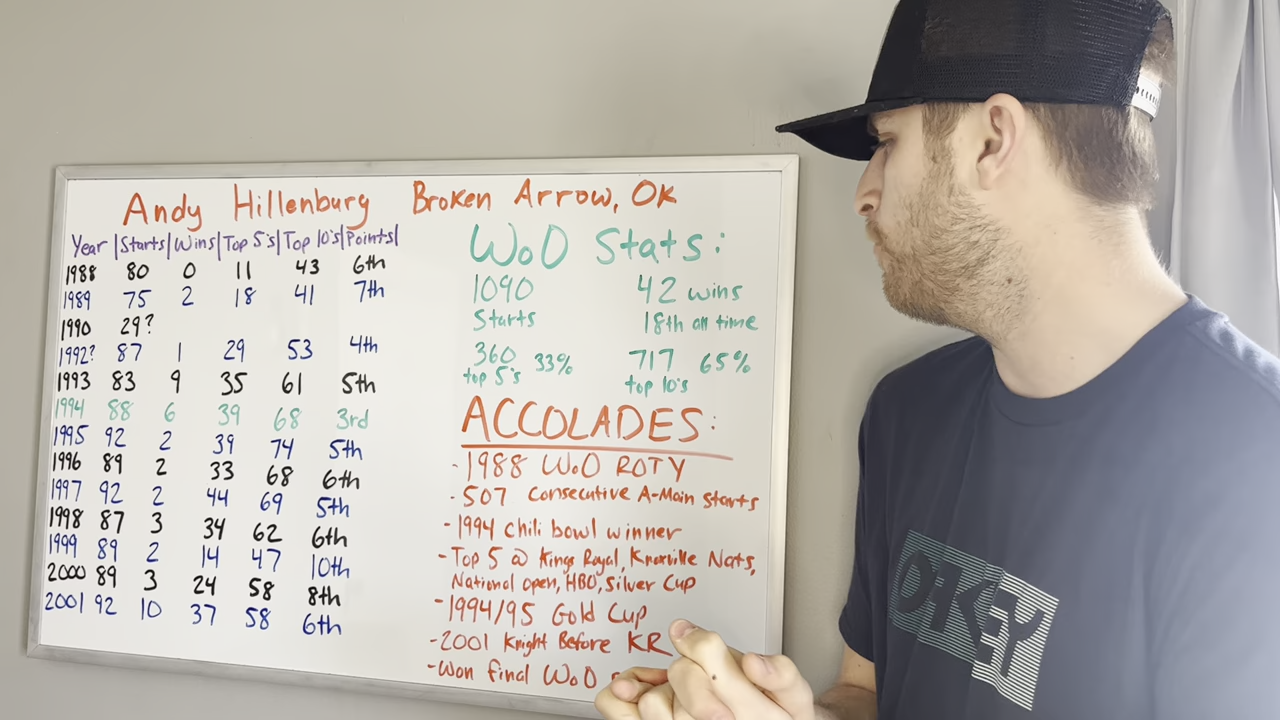 Andy Hillenburg Broken Arrow, OK
Year | Starts | Wins | Top 5's | Top 10's | Points |
1988 80 0 11 43 6th
1989 75 2 18 41 7th
1990 29?
1992? 87 1 29 53 4th
1993 83 9 35 61 5th
1994 88 6 39 68 3rd
1995 92 2 39 74 5th
1996 89 2 33 68 6th
1997 92 2 44 69 5th
1998 87 3 34 62 6th
1999 89 2 14 47 10th
2000 89 3 24 58 8th
2001 92 10 37 58 6th
WoO Stats:
1090 42 wins
Starts 18th all time
360 33% 717 65%
top 5's top 10's
ACCOLADES:
- 1988 WoO ROTY
- 507 Consecutive A-Main Starts
- 1994 Chili bowl winner
- Top 5 @ Kings Royal, Knoxville Nats,
National open, HBO, Silver Cup
- 1994/95 Gold Cup
- 2001 Knight Before KR
- Won final WoO
OAKLEY